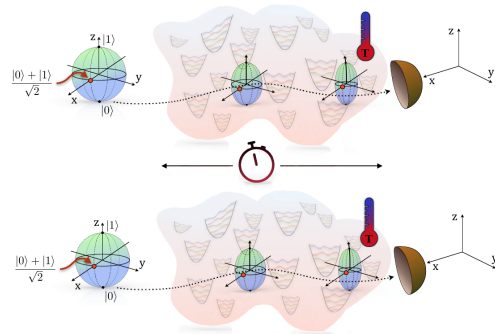 z |1⟩
|0⟩ + |1⟩
√2
y
x
|0⟩
T
z
x
y
z |1⟩
|0⟩ + |1⟩
√2
y
x
|0⟩
T
z
x
y